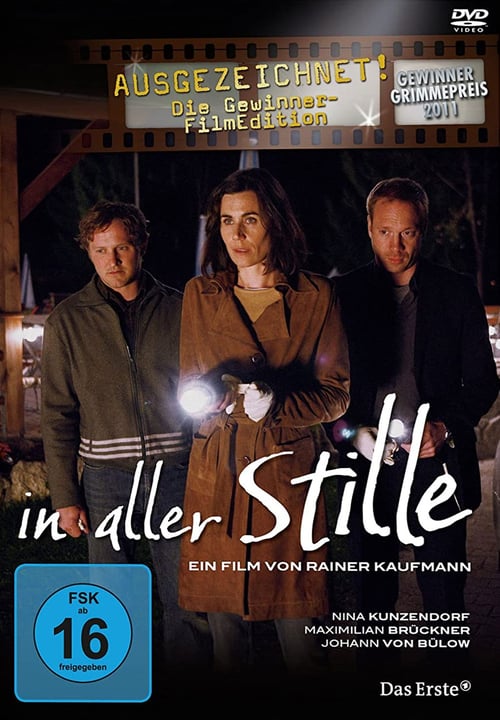 DVD
VIDEO
AUSGEZEICHNET!
Die Gewinner-
FilmEdition
GEWINNER
GRIMMEPREIS
2011
in aller Stille
EIN FILM VON RAINER KAUFMANN
FSK
ab
16
freigegeben
NINA KUNZENDORF
MAXIMILIAN BRÜCKNER
JOHANN VON BÜLOW
Das Erste